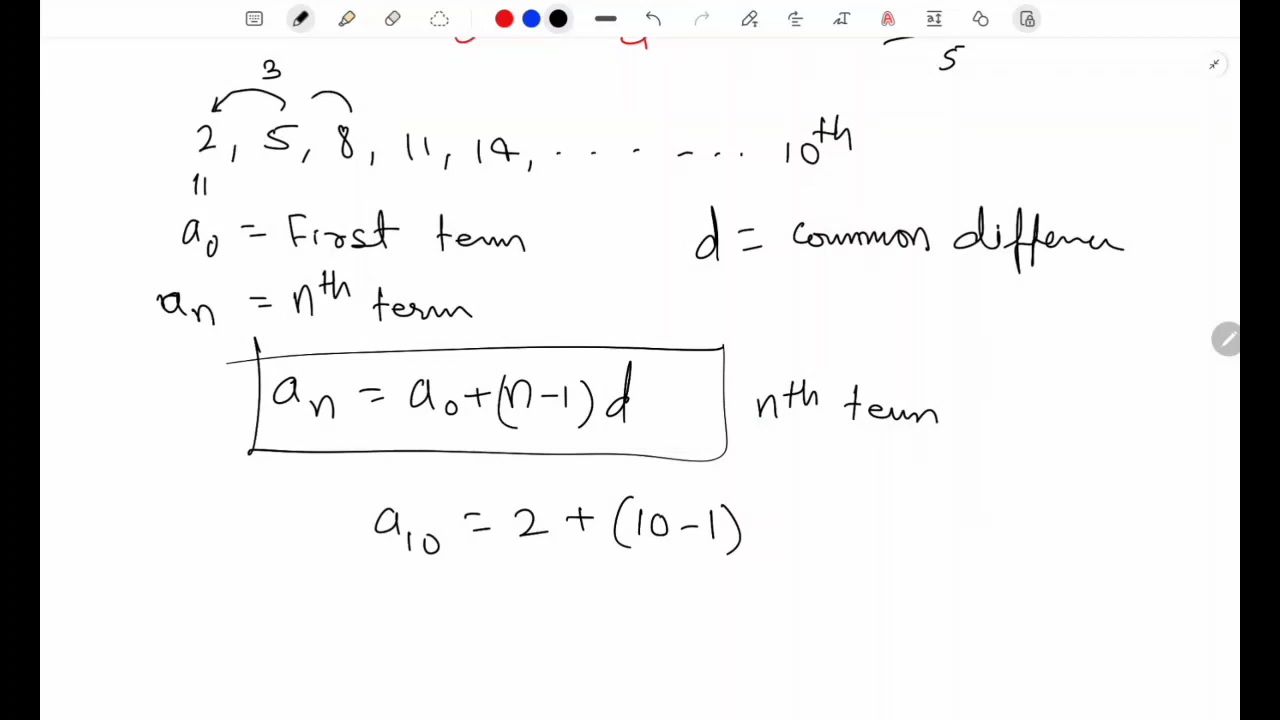 5
3
2, 5, 8, 11, 14, . . . - ... 10th
11
a0 = First term d = common differenc
an = nth term
an = a0+(n-1) d nth term
a10 = 2 + (10-1)